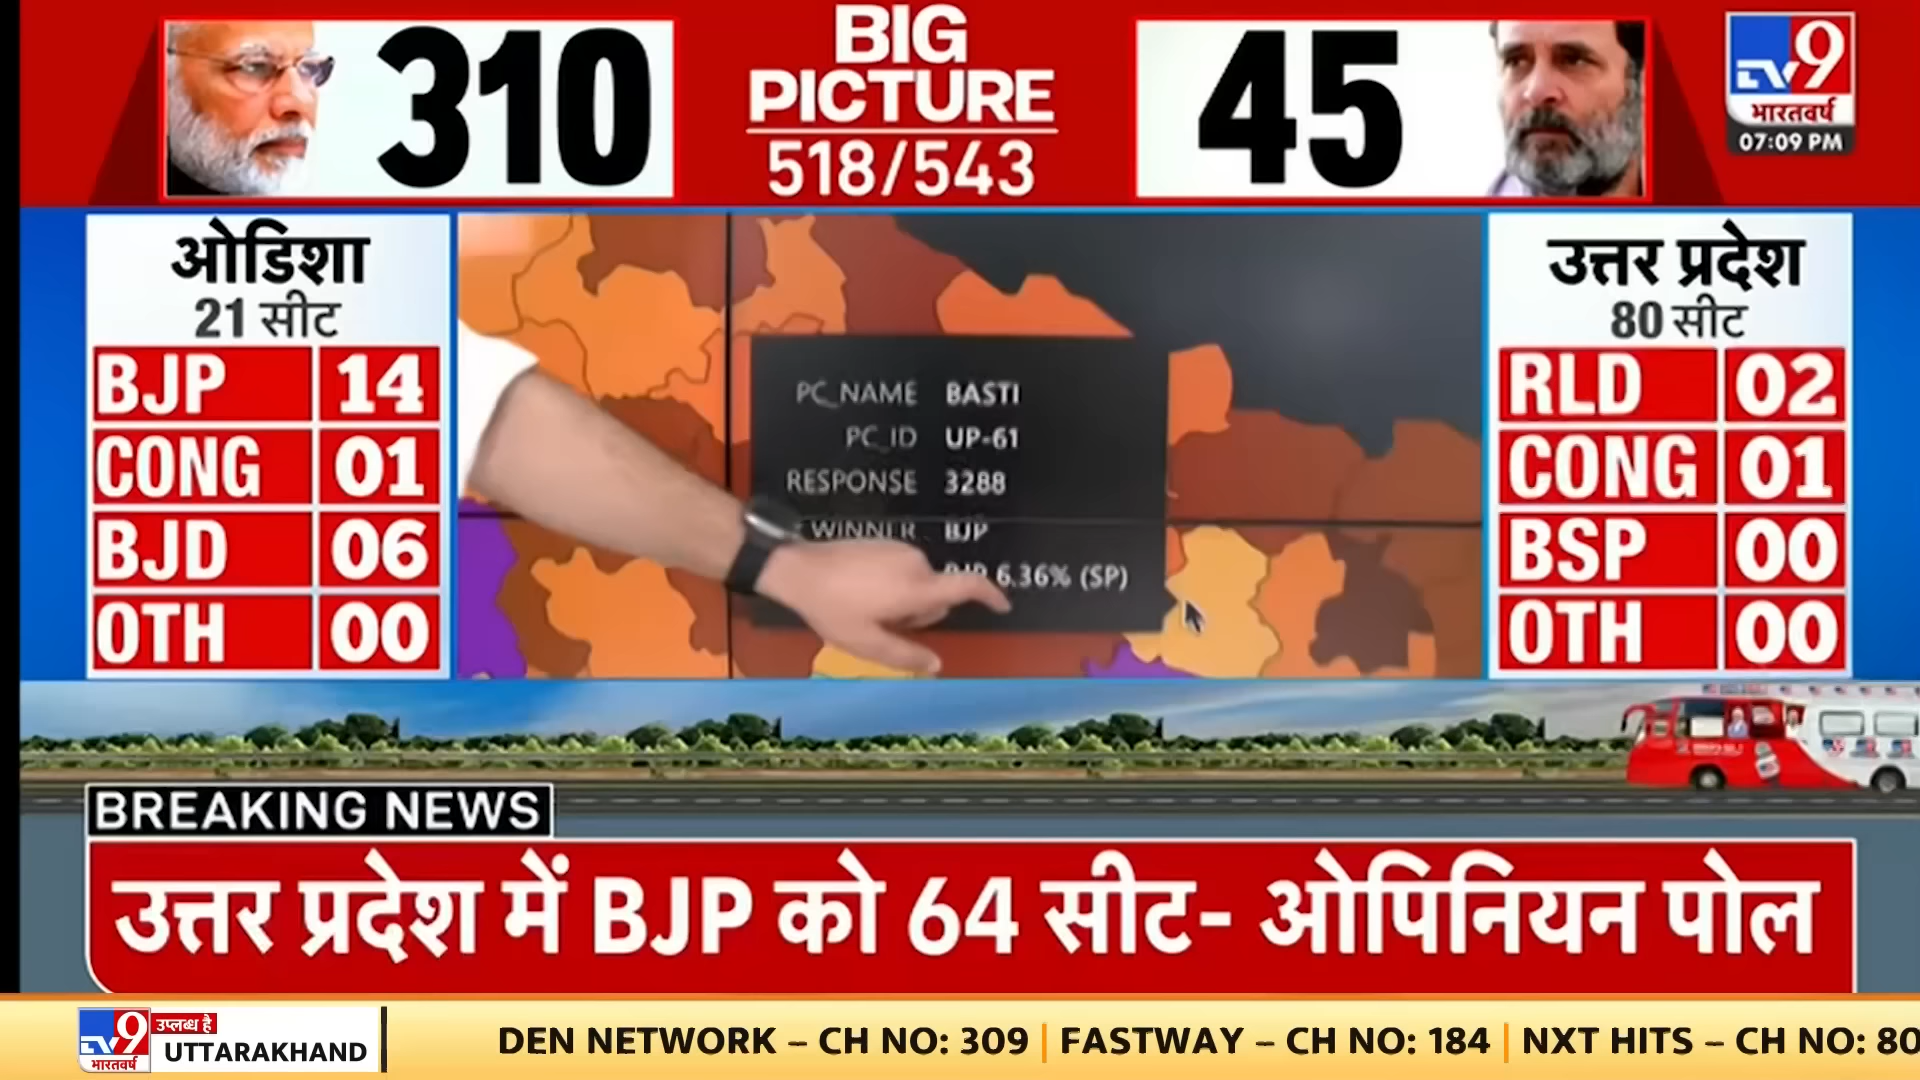 310
BIG
PICTURE
518/543
45
TV9
भारतवर्ष
07:09 PM
ओडिशा
21 सीट
BJP 14
CONG 01
BJD 06
OTH 00
PC_NAME BASTI
PC_ID UP-61
RESPONSE 3288
WINNER BJP
6.36% (SP)
उत्तर प्रदेश
80 सीट
RLD 02
CONG 01
BSP 00
OTH 00
BREAKING NEWS
उत्तर प्रदेश में BJP को 64 सीट- ओपिनियन पोल
TV9
भारतवर्ष
उपलब्ध है
UTTARAKHAND
DEN NETWORK – CH NO: 309 | FASTWAY – CH NO: 184 | NXT HITS – CH NO: 80